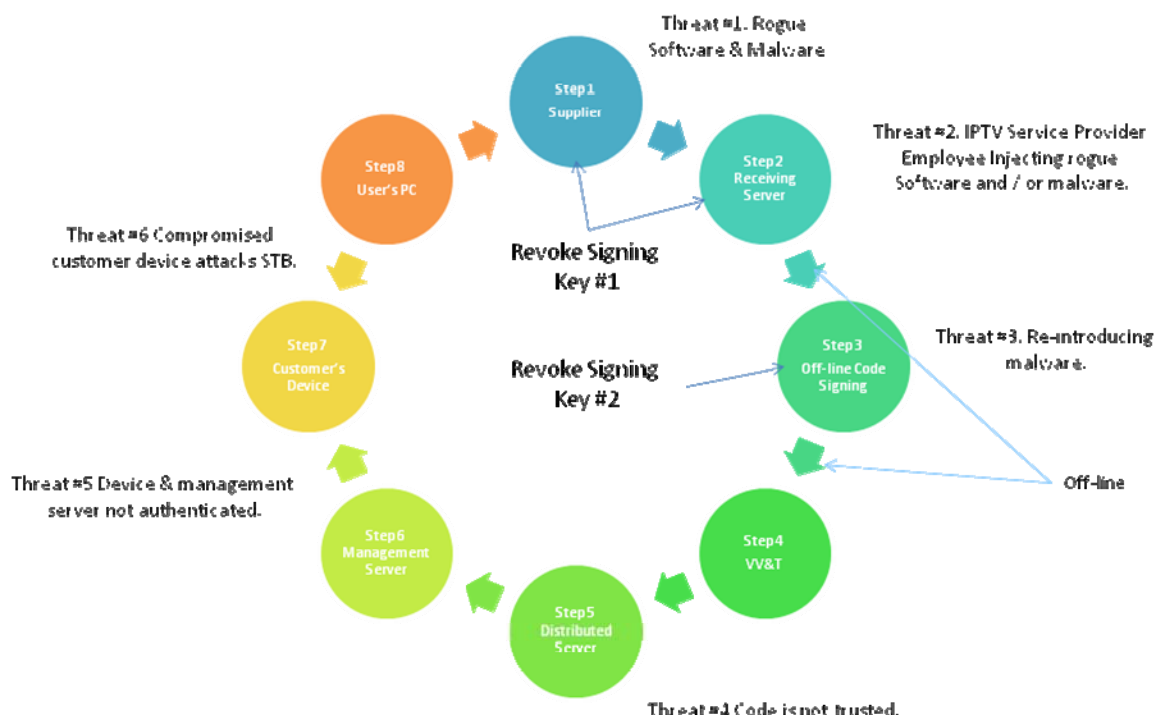 Threat #1. Rogue
Software & Malware
Step1
Supplier
Threat #2. IPTV Service Provider
Employee Injecting rogue
Software and / or malware.
Step2
Receiving
Server
Step8
User's PC
Threat #6 Compromised
customer device attacks STB.
Revoke Signing
Key #1
Threat #3. Re-introducing
malware.
Step3
Off-line Code
Signing
Step7
Customer's
Device
Revoke Signing
Key #2
Off-line
Threat #5 Device & management
server not authenticated.
Step4
VV&T
Step6
Management
Server
Step5
Distributed
Server
Threat #4 Code is not trusted.